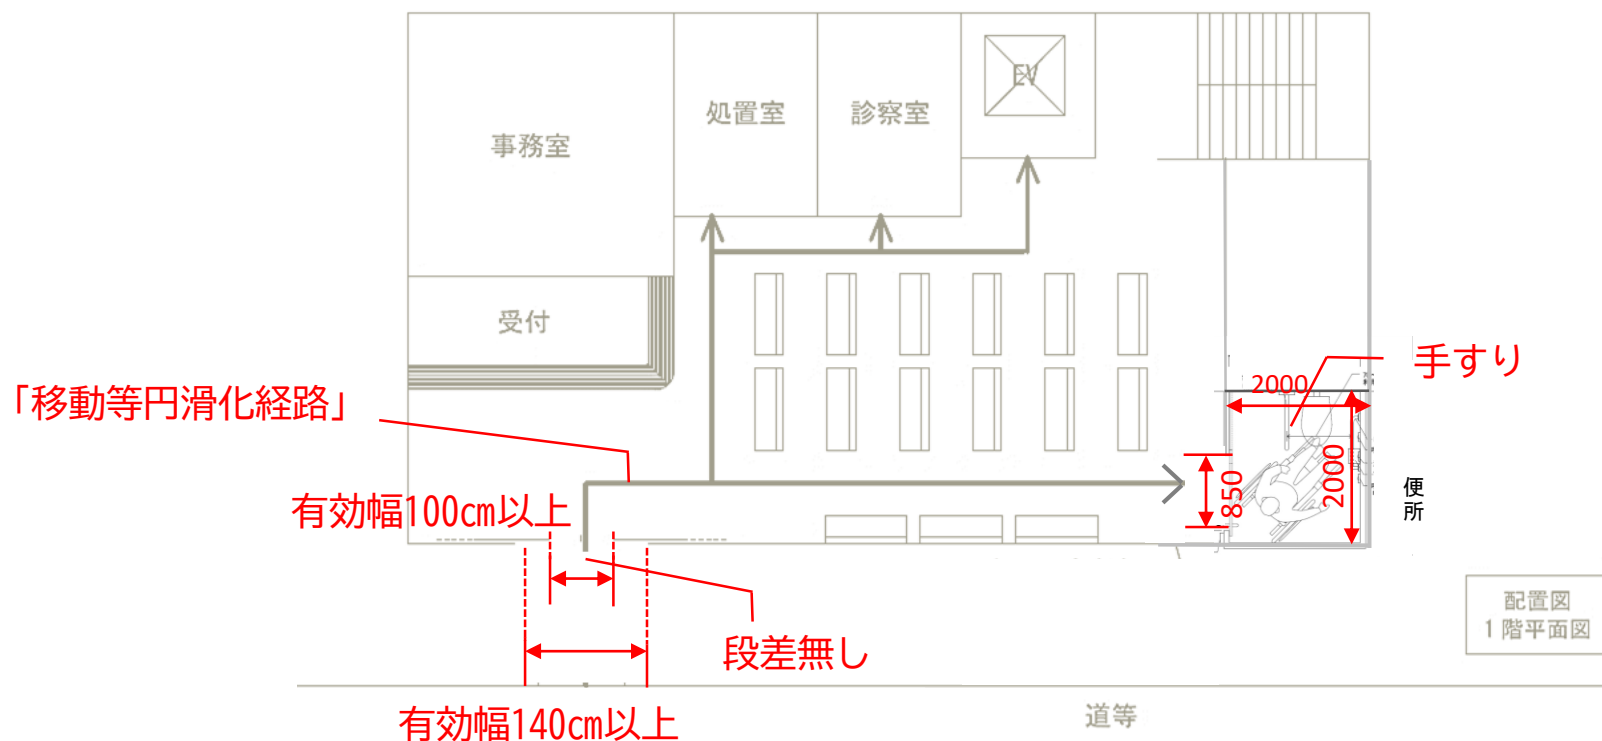 EV
処置室
診察室
事務室
受付
手すり
2000
「移動等円滑化経路」
2000
850
便所
有効幅100㎝以上
配置図
1階平面図
段差無し
有効幅140㎝以上
道等